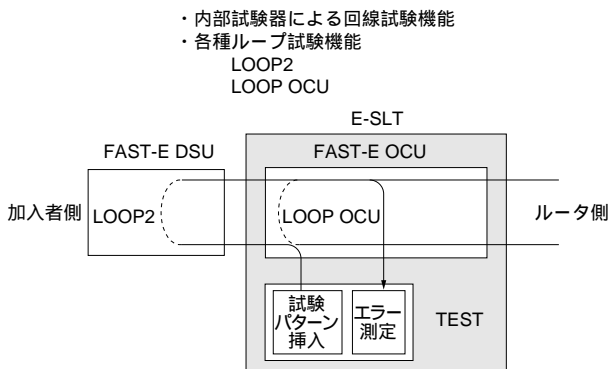 ・内部試験器による回線試験機能
・各種ループ試験機能
LOOP2
LOOP OCU
E-SLT
FAST-E DSU
FAST-E OCU
加入者側
LOOP2
LOOP OCU
ルータ側
試験
パターン
挿入
エラー
測定
TEST